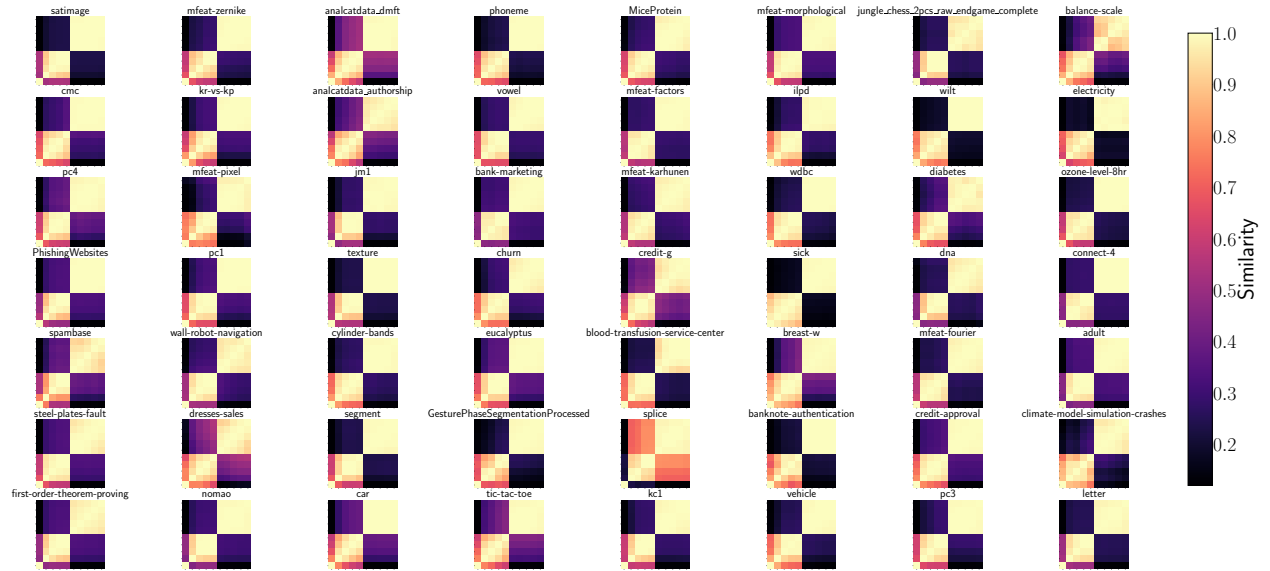 satimage mfeat-zernike analcatdata_dmft phoneme MiceProtein mfeat-morphological jungle_chess_2pcs_raw_endgame_complete balance-scale
cmc kr-vs-kp analcatdata_authorship vowel mfeat-factors ilpd wilt electricity
pc4 mfeat-pixel jm1 bank-marketing mfeat-karhunen wdbc diabetes ozone-level-8hr
PhishingWebsites pc1 texture churn credit-g sick dna connect-4
spambase wall-robot-navigation cylinder-bands eucalyptus blood-transfusion-service-center breast-w mfeat-fourier adult
steel-plates-fault dresses-sales segment GesturePhaseSegmentationProcessed splice banknote-authentication credit-approval climate-model-simulation-crashes
first-order-theorem-proving nomao car tic-tac-toe kc1 vehicle pc3 letter
1.0
0.9
0.8
0.7
0.6
0.5
0.4
0.3
0.2
Similarity